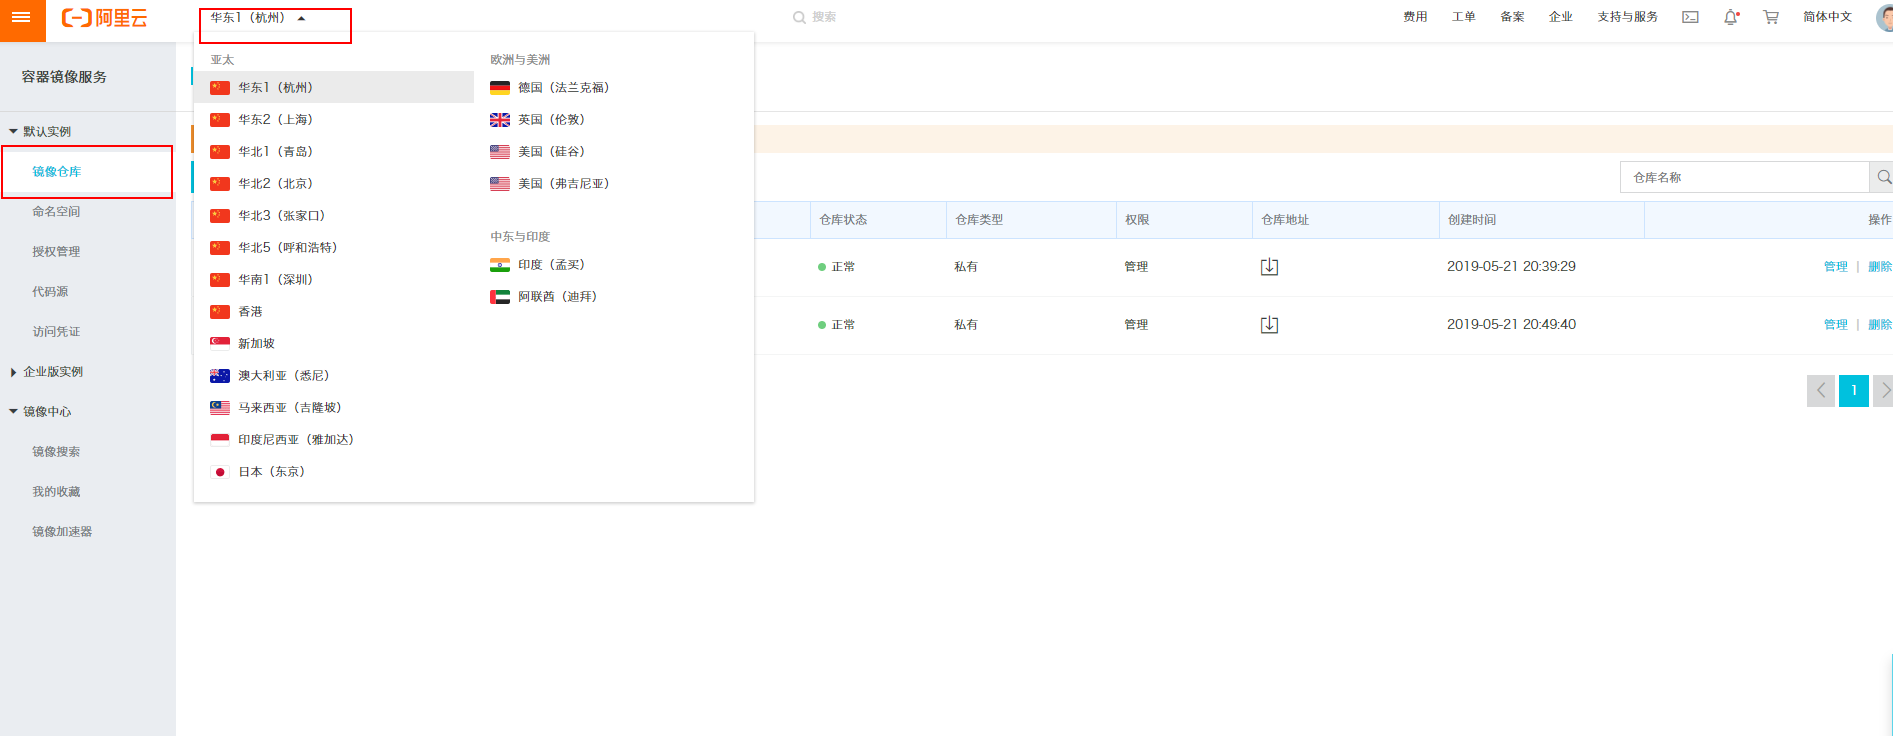 阿里云
华东1（杭州）
搜索
费用
工单
备案
企业
支持与服务
简体中文
容器镜像服务
默认实例
镜像仓库
命名空间
授权管理
代码源
访问凭证
企业版实例
镜像中心
镜像搜索
我的收藏
镜像加速器
亚太
华东1（杭州）
华东2（上海）
华北1（青岛）
华北2（北京）
华北3（张家口）
华北5（呼和浩特）
华南1（深圳）
香港
新加坡
澳大利亚（悉尼）
马来西亚（吉隆坡）
印度尼西亚（雅加达）
日本（东京）
欧洲与美洲
德国（法兰克福）
英国（伦敦）
美国（硅谷）
美国（弗吉尼亚）
中东与印度
印度（孟买）
阿联酋（迪拜）
仓库名称
仓库状态 仓库类型 权限 仓库地址 创建时间 操作
正常 私有 管理 2019-05-21 20:39:29 管理 | 删除
正常 私有 管理 2019-05-21 20:49:40 管理 | 删除
1